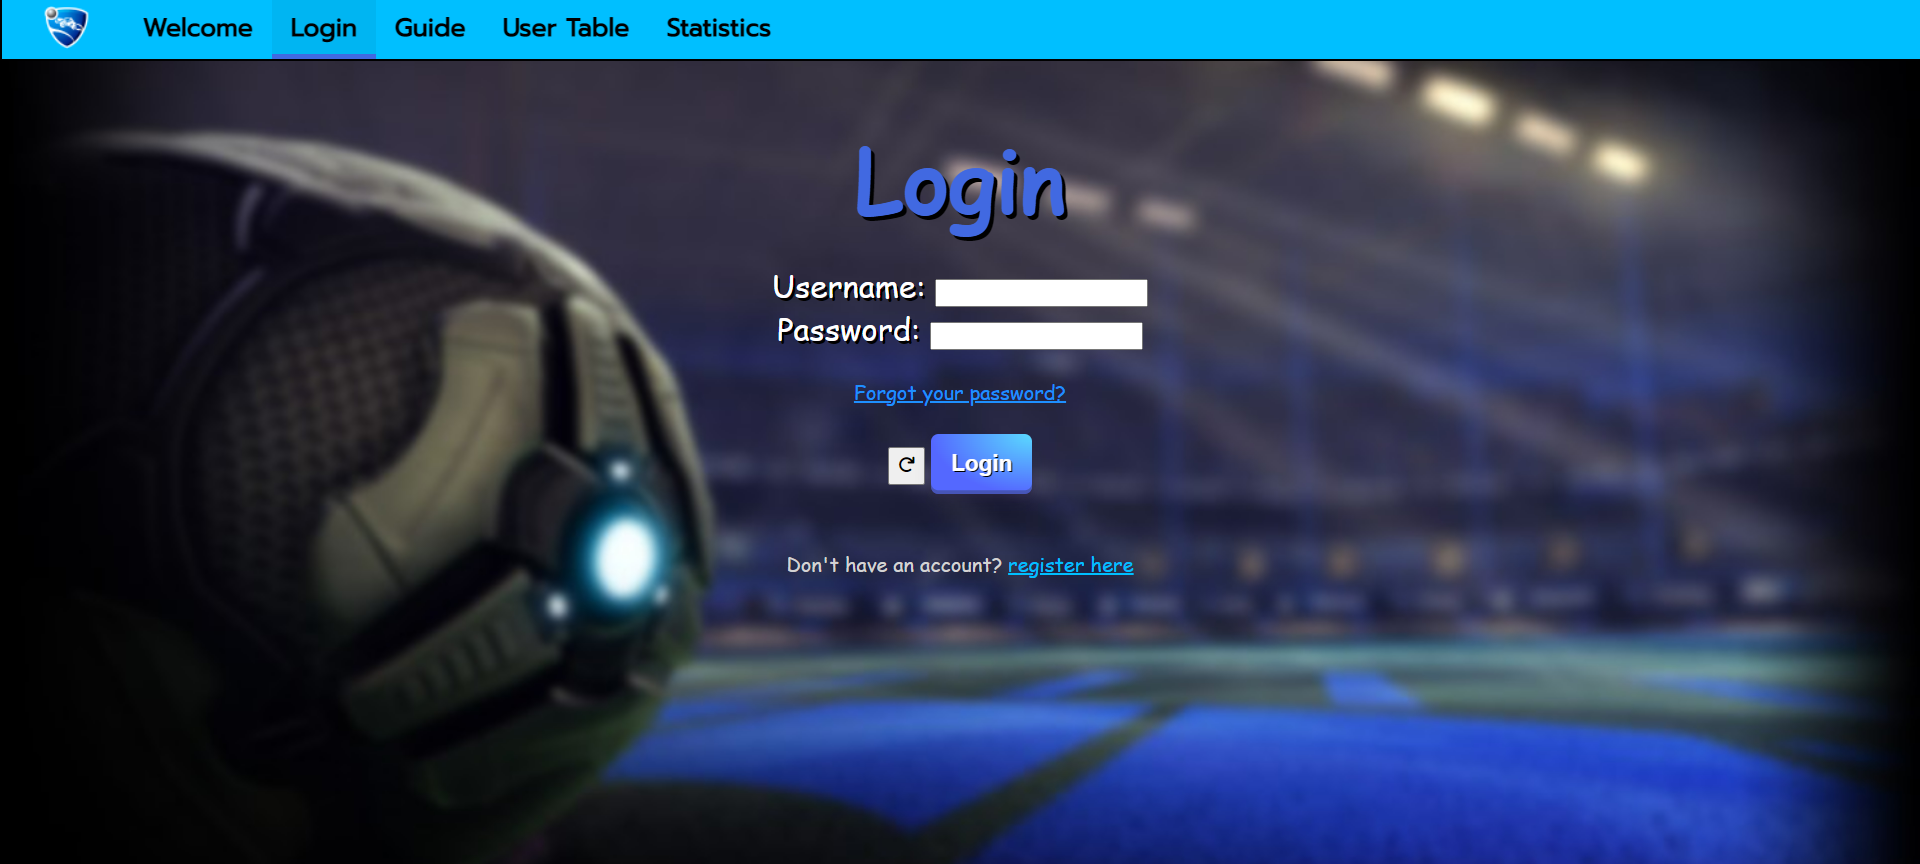 Welcome Login Guide User Table Statistics
Login
Username:
Password:
Forgot your password?
Login
Don't have an account? register here